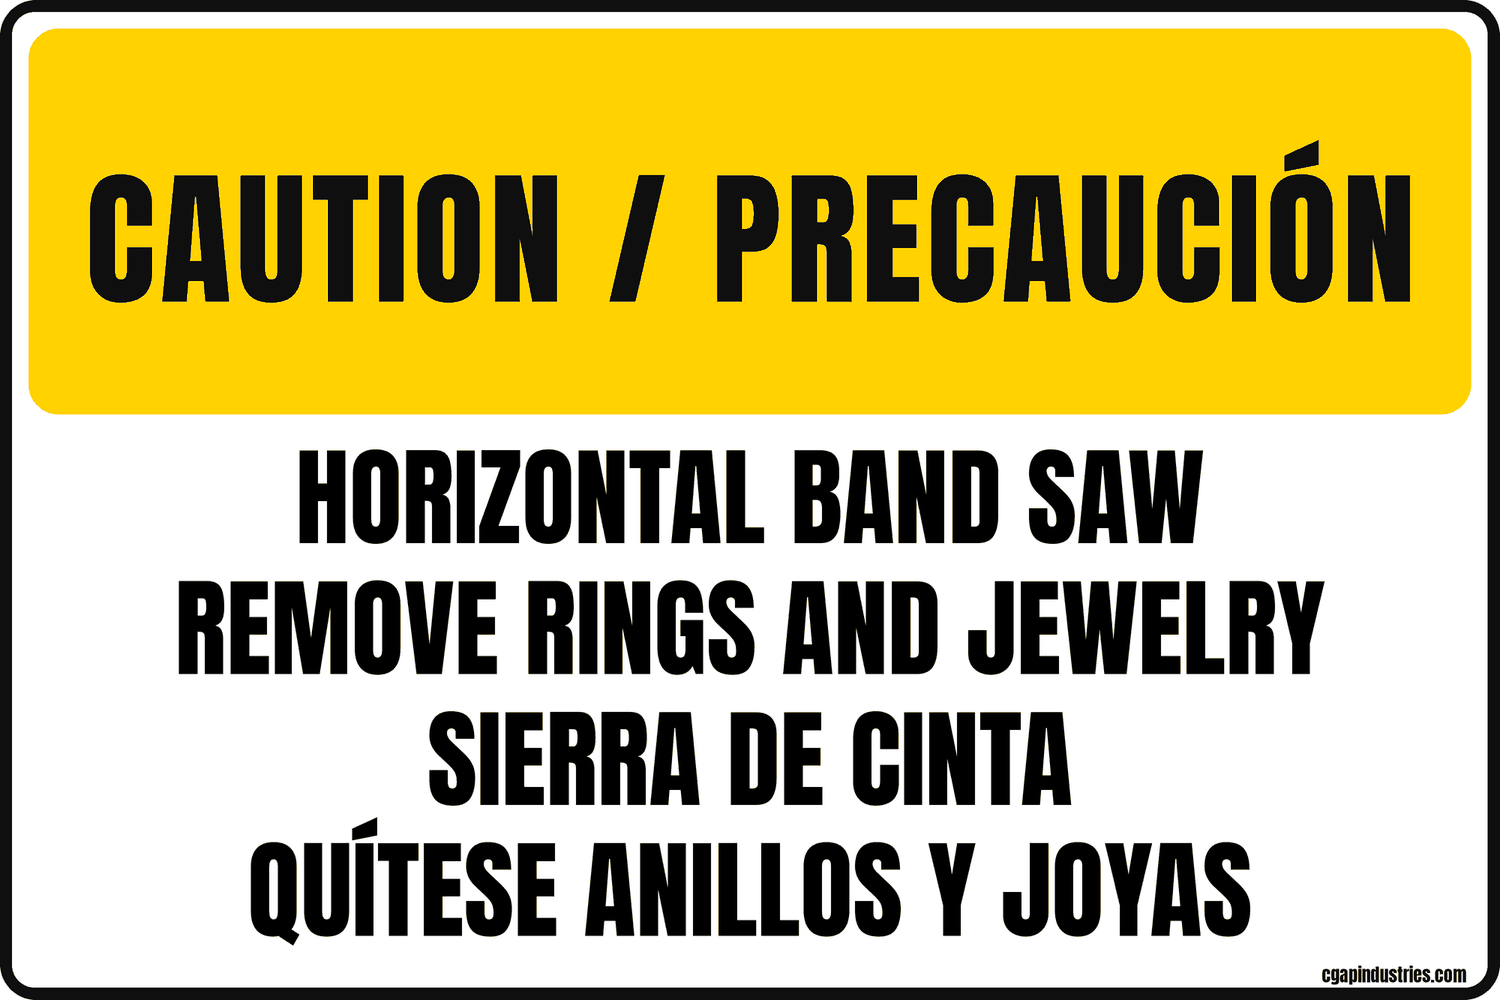 CAUTION / PRECAUCIÓN
HORIZONTAL BAND SAW
REMOVE RINGS AND JEWELRY
SIERRA DE CINTA
QUÍTESE ANILLOS Y JOYAS
cgapindustries.com